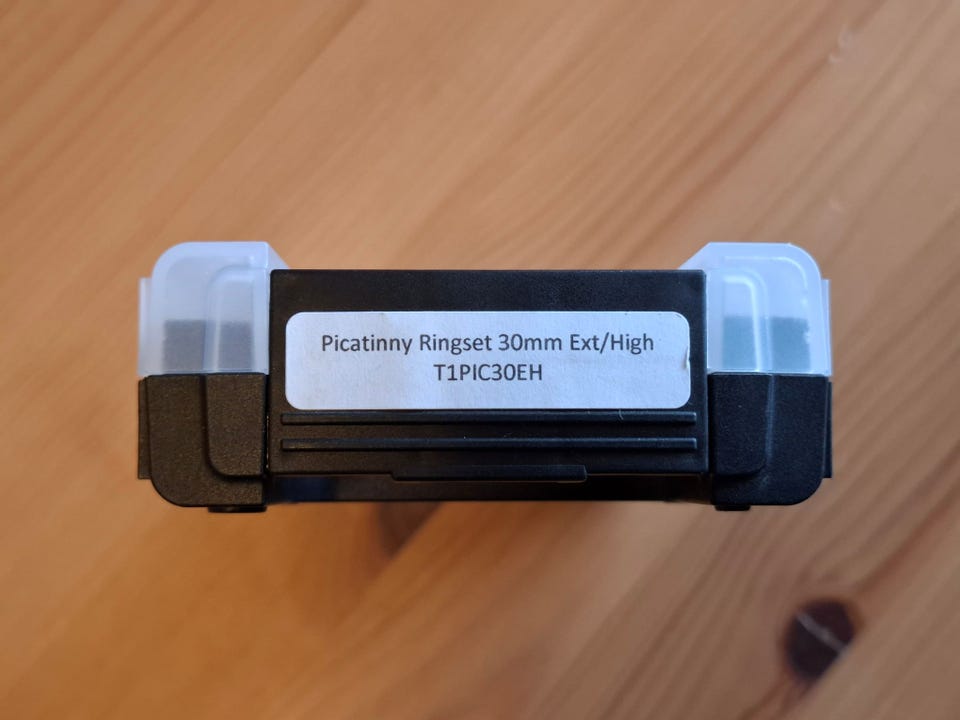 Picatinny Ringset 30mm Ext/High
T1PIC30EH